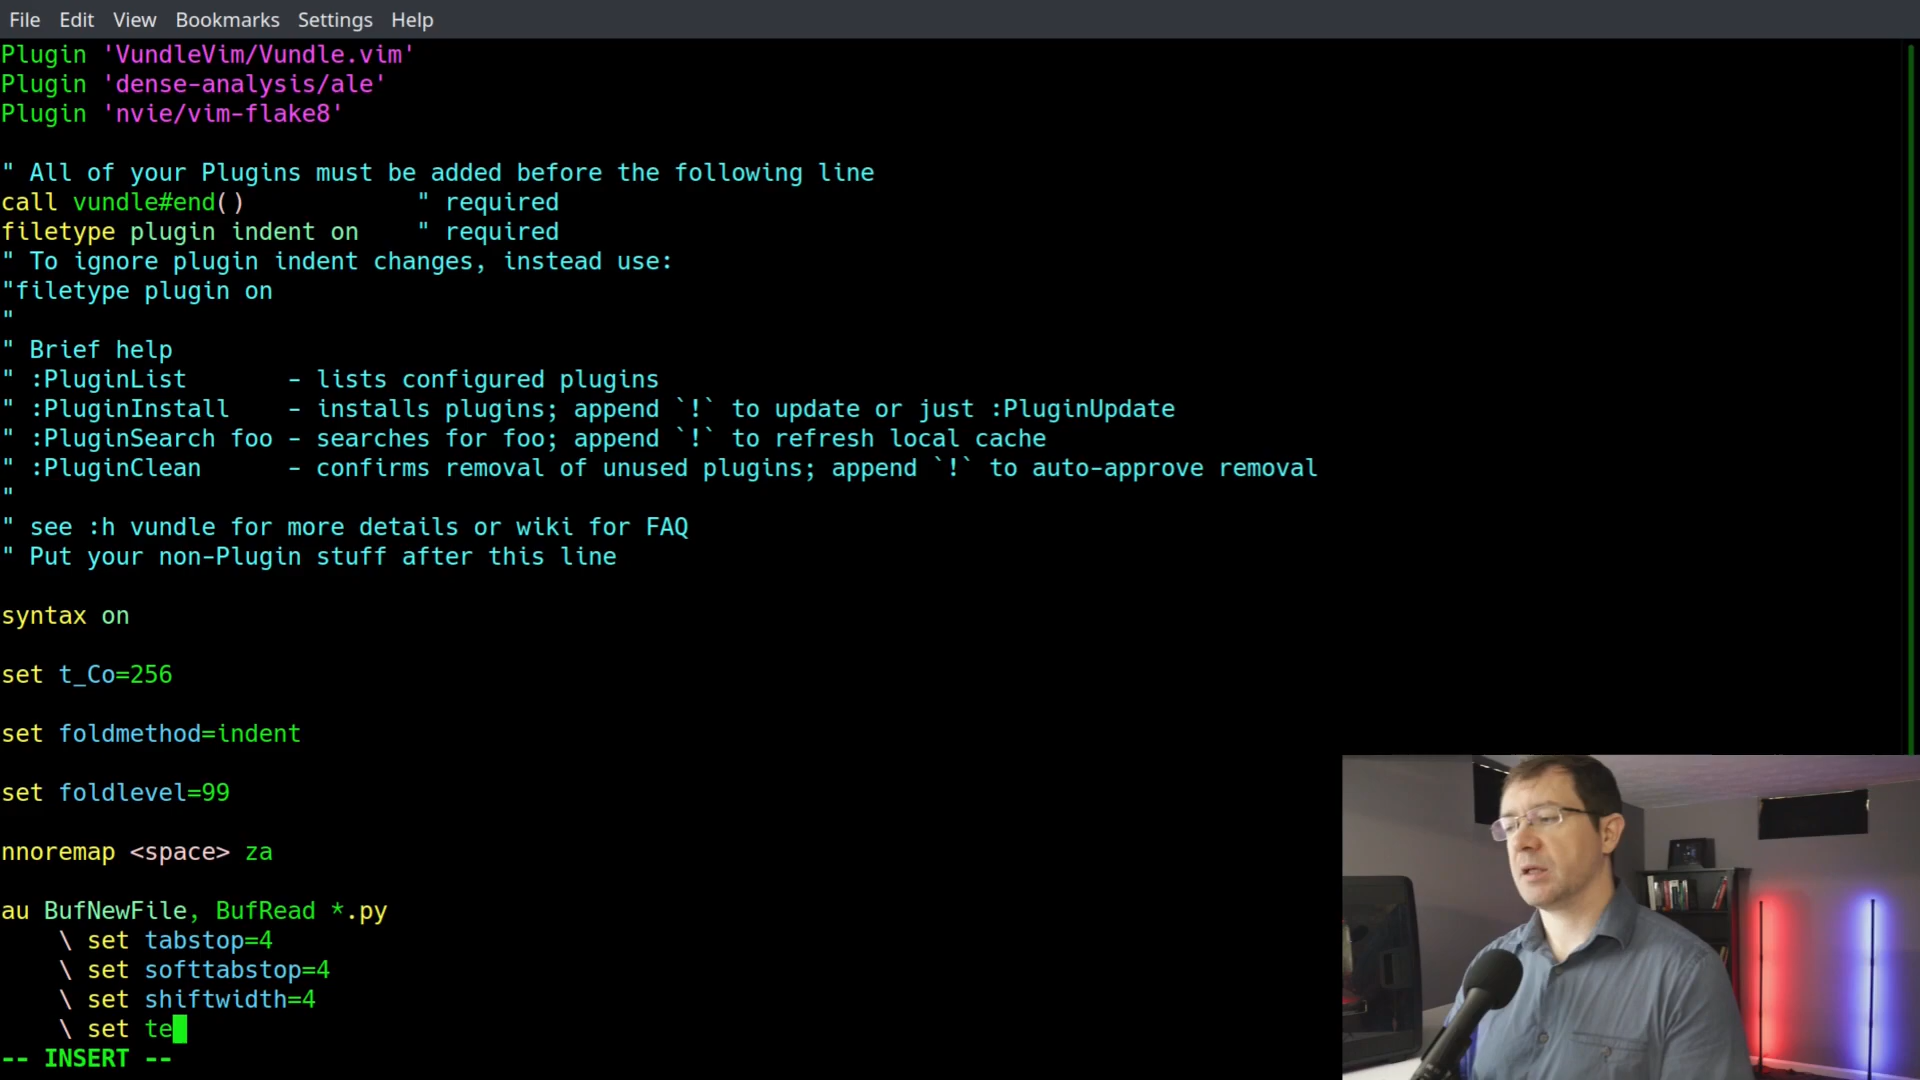 File Edit View Bookmarks Settings Help
Plugin 'VundleVim/Vundle.vim'
Plugin 'dense-analysis/ale'
Plugin 'nvie/vim-flake8'
" All of your Plugins must be added before the following line
call vundle#end()            " required
filetype plugin indent on    " required
" To ignore plugin indent changes, instead use:
"filetype plugin on
"
" Brief help
" :PluginList       - lists configured plugins
" :PluginInstall    - installs plugins; append `!` to update or just :PluginUpdate
" :PluginSearch foo - searches for foo; append `!` to refresh local cache
" :PluginClean      - confirms removal of unused plugins; append `!` to auto-approve removal
"
" see :h vundle for more details or wiki for FAQ
" Put your non-Plugin stuff after this line
syntax on
set t_Co=256
set foldmethod=indent
set foldlevel=99
nnoremap <space> za
au BufNewFile, BufRead *.py
    \ set tabstop=4
    \ set softtabstop=4
    \ set shiftwidth=4
    \ set te
-- INSERT --